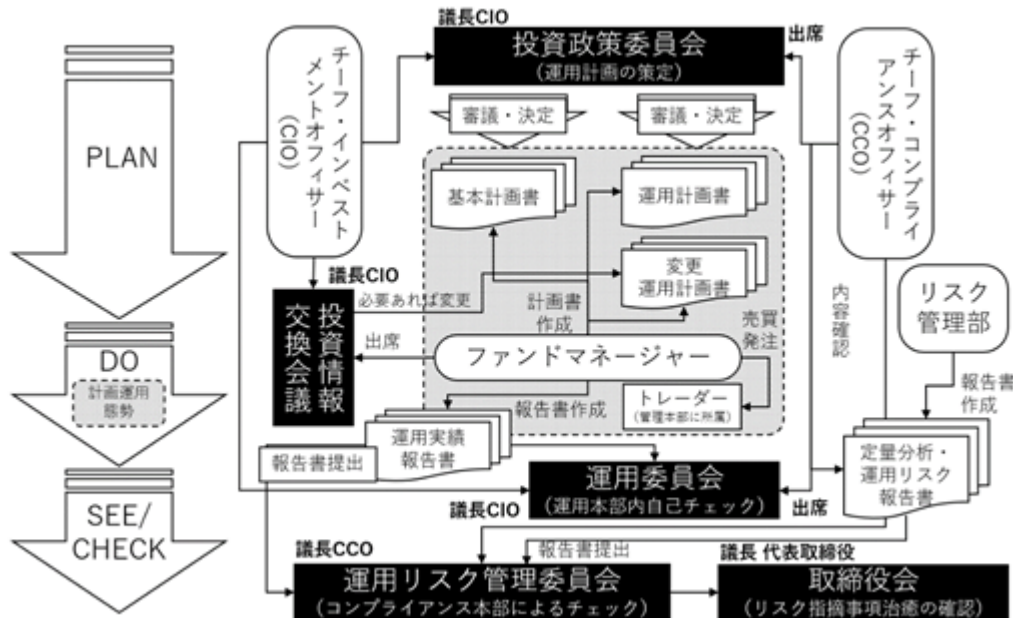 議長CIO
投資政策委員会
(運用計画の策定)
出席
チーフ・インベスト
メントオフィサー
(CIO)
チーフ・コンプライ
アンスオフィサー
(CCO)
PLAN
審議・決定
審議・決定
基本計画書
運用計画書
変更
運用計画書
議長CIO
必要あれば変更
計画書
作成
売買
発注
内容確認
リスク
管理部
投資情報
交換会議
出席
ファンドマネージャー
DO
計画運用
態勢
報告書作成
トレーダー
(管理本部に所属)
報告書
作成
運用実績
報告書
報告書提出
定量分析・
運用リスク
報告書
運用委員会
(運用本部内自己チェック)
議長CIO
出席
SEE/
CHECK
議長CCO
報告書提出
議長 代表取締役
運用リスク管理委員会
(コンプライアンス本部によるチェック)
取締役会
(リスク指摘事項治癒の確認)